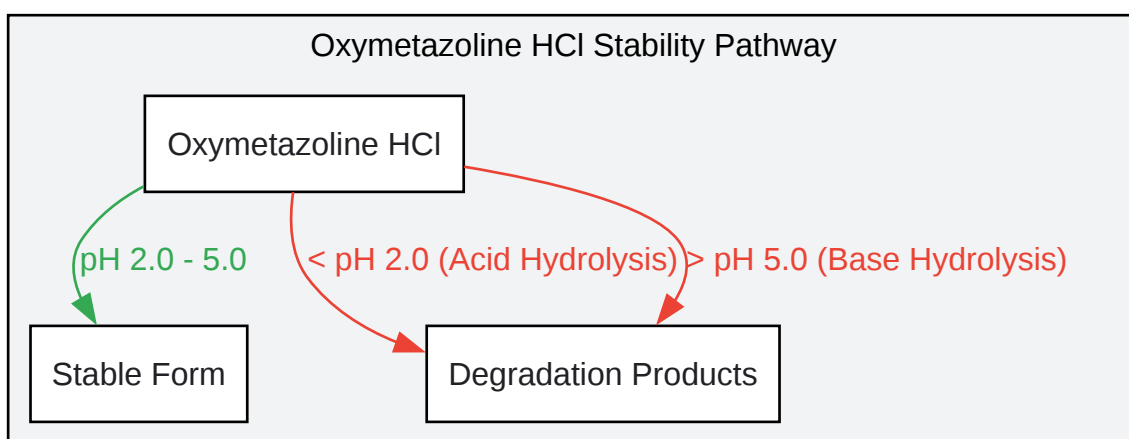 Oxymetazoline HCl Stability Pathway
Oxymetazoline HCl
pH 2.0 - 5.0
< pH 2.0 (Acid Hydrolysis)
> pH 5.0 (Base Hydrolysis)
Stable Form
Degradation Products